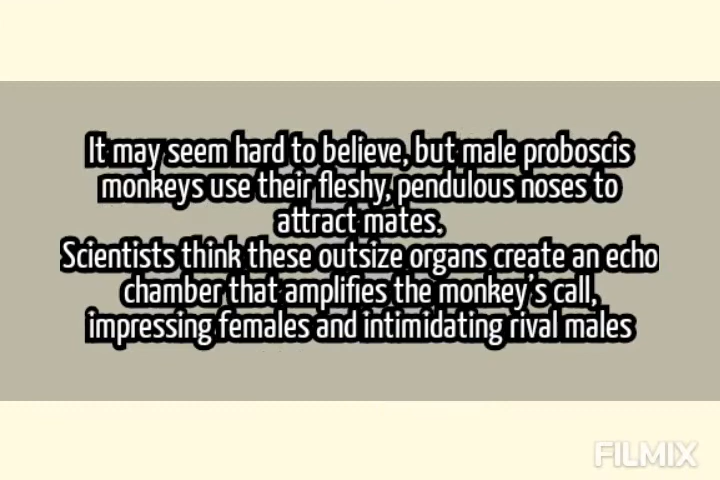 It may seem hard to believe, but male proboscis
monkeys use their fleshy, pendulous noses to
attract mates.
Scientists think these outsize organs create an echo
chamber that amplifies the monkey's call,
impressing females and intimidating rival males
FILMIX